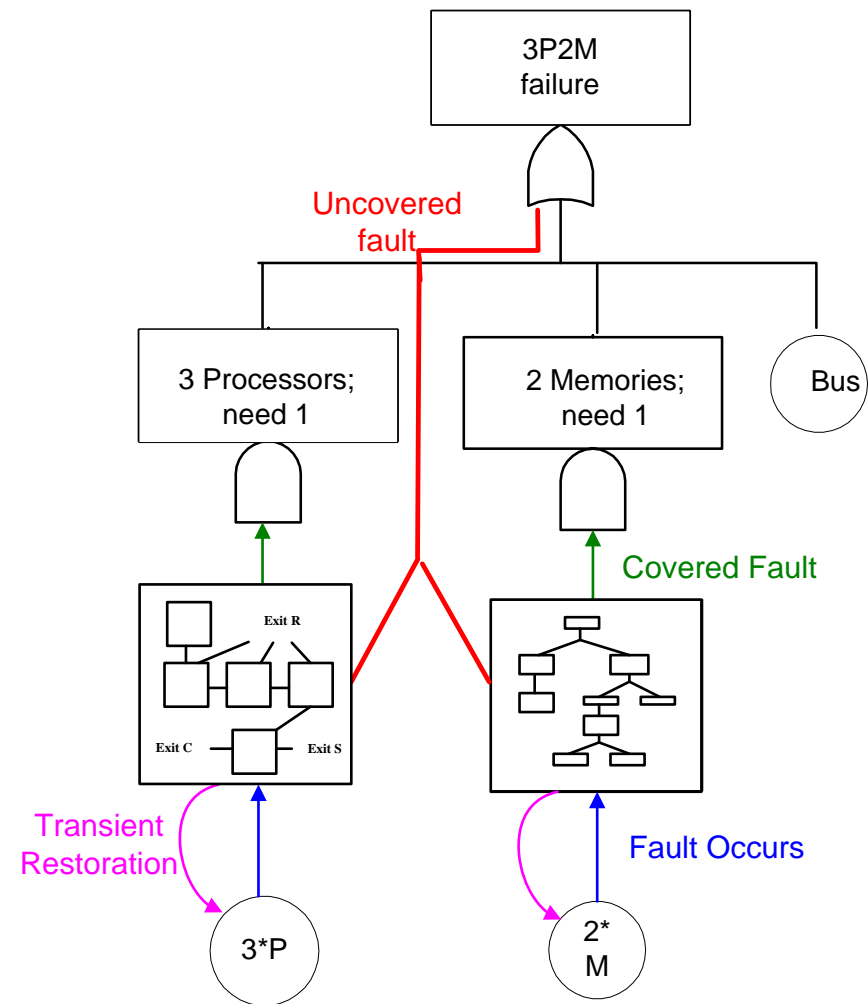 3P2M
failure
Uncovered
fault
3 Processors;
need 1
2 Memories;
need 1
Bus
Covered Fault
Exit R
Exit C
Exit S
Transient
Restoration
Fault Occurs
3*P
2*
M